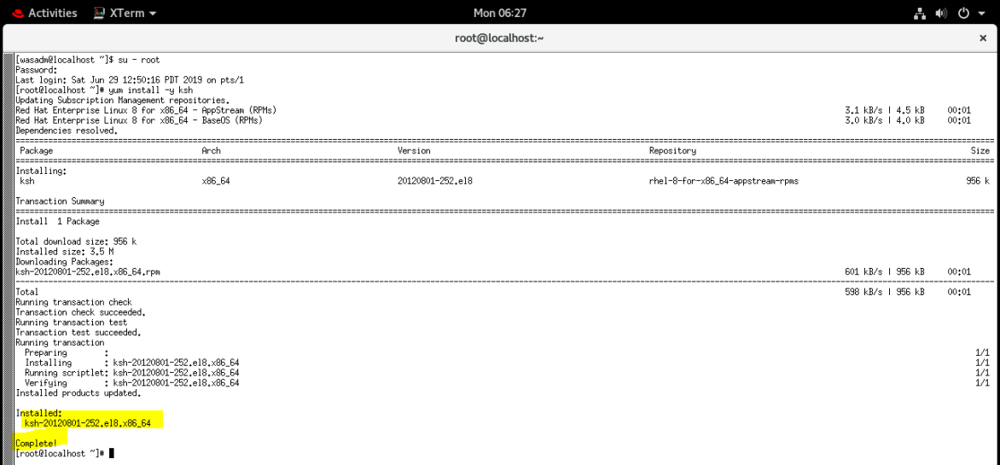 Activities XTerm Mon 06:27
root@localhost:~
[wasadm@localhost ~]$ su - root
Password:
Last login: Sat Jun 29 12:50:16 PDT 2019 on pts/1
[root@localhost ~]# yum install -y ksh
Updating Subscription Management repositories.
Red Hat Enterprise Linux 8 for x86_64 - AppStream (RPMs) 3.1 kB/s | 4.5 kB 00:01
Red Hat Enterprise Linux 8 for x86_64 - BaseOS (RPMs) 3.0 kB/s | 4.0 kB 00:01
Dependencies resolved.
Package Arch Version Repository Size
Installing:
ksh x86_64 20120801-252.el8 rhel-8-for-x86_64-appstream-rpms 956 k
Transaction Summary
Install 1 Package
Total download size: 956 k
Installed size: 3.5 M
Downloading Packages:
ksh-20120801-252.el8.x86_64.rpm 601 kB/s | 956 kB 00:01
Total 598 kB/s | 956 kB 00:01
Running transaction check
Transaction check succeeded.
Running transaction test
Transaction test succeeded.
Running transaction
Preparing : 1/1
Installing : ksh-20120801-252.el8.x86_64 1/1
Running scriptlet: ksh-20120801-252.el8.x86_64 1/1
Verifying : ksh-20120801-252.el8.x86_64 1/1
Installed products updated.
Installed:
ksh-20120801-252.el8.x86_64
Complete!
[root@localhost ~]#